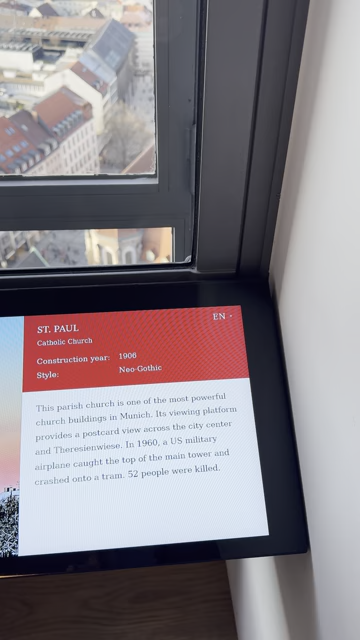 EN
ST. PAUL
Catholic Church
Construction year: 1906
Style: Neo-Gothic
This parish church is one of the most powerful
church buildings in Munich. Its viewing platform
provides a postcard view across the city center
and Theresienwiese. In 1960, a US military
airplane caught the top of the main tower and
crashed onto a tram. 52 people were killed.